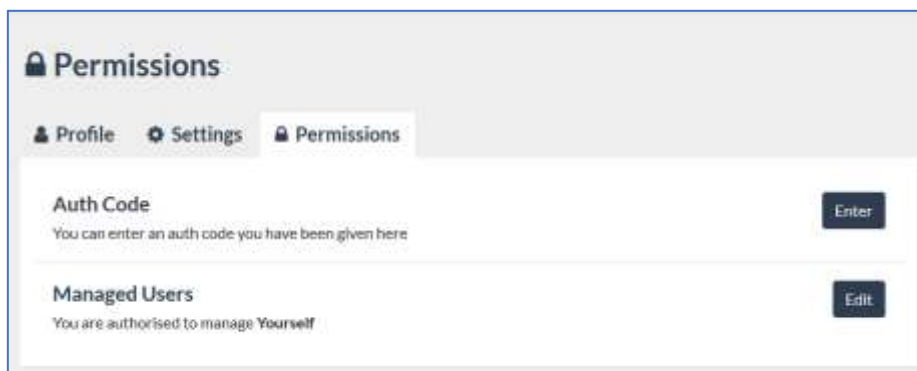 Permissions
Profile Settings Permissions
Auth Code
Enter
You can enter an auth code you have been given here
Managed Users
Edit
You are authorised to manage Yourself